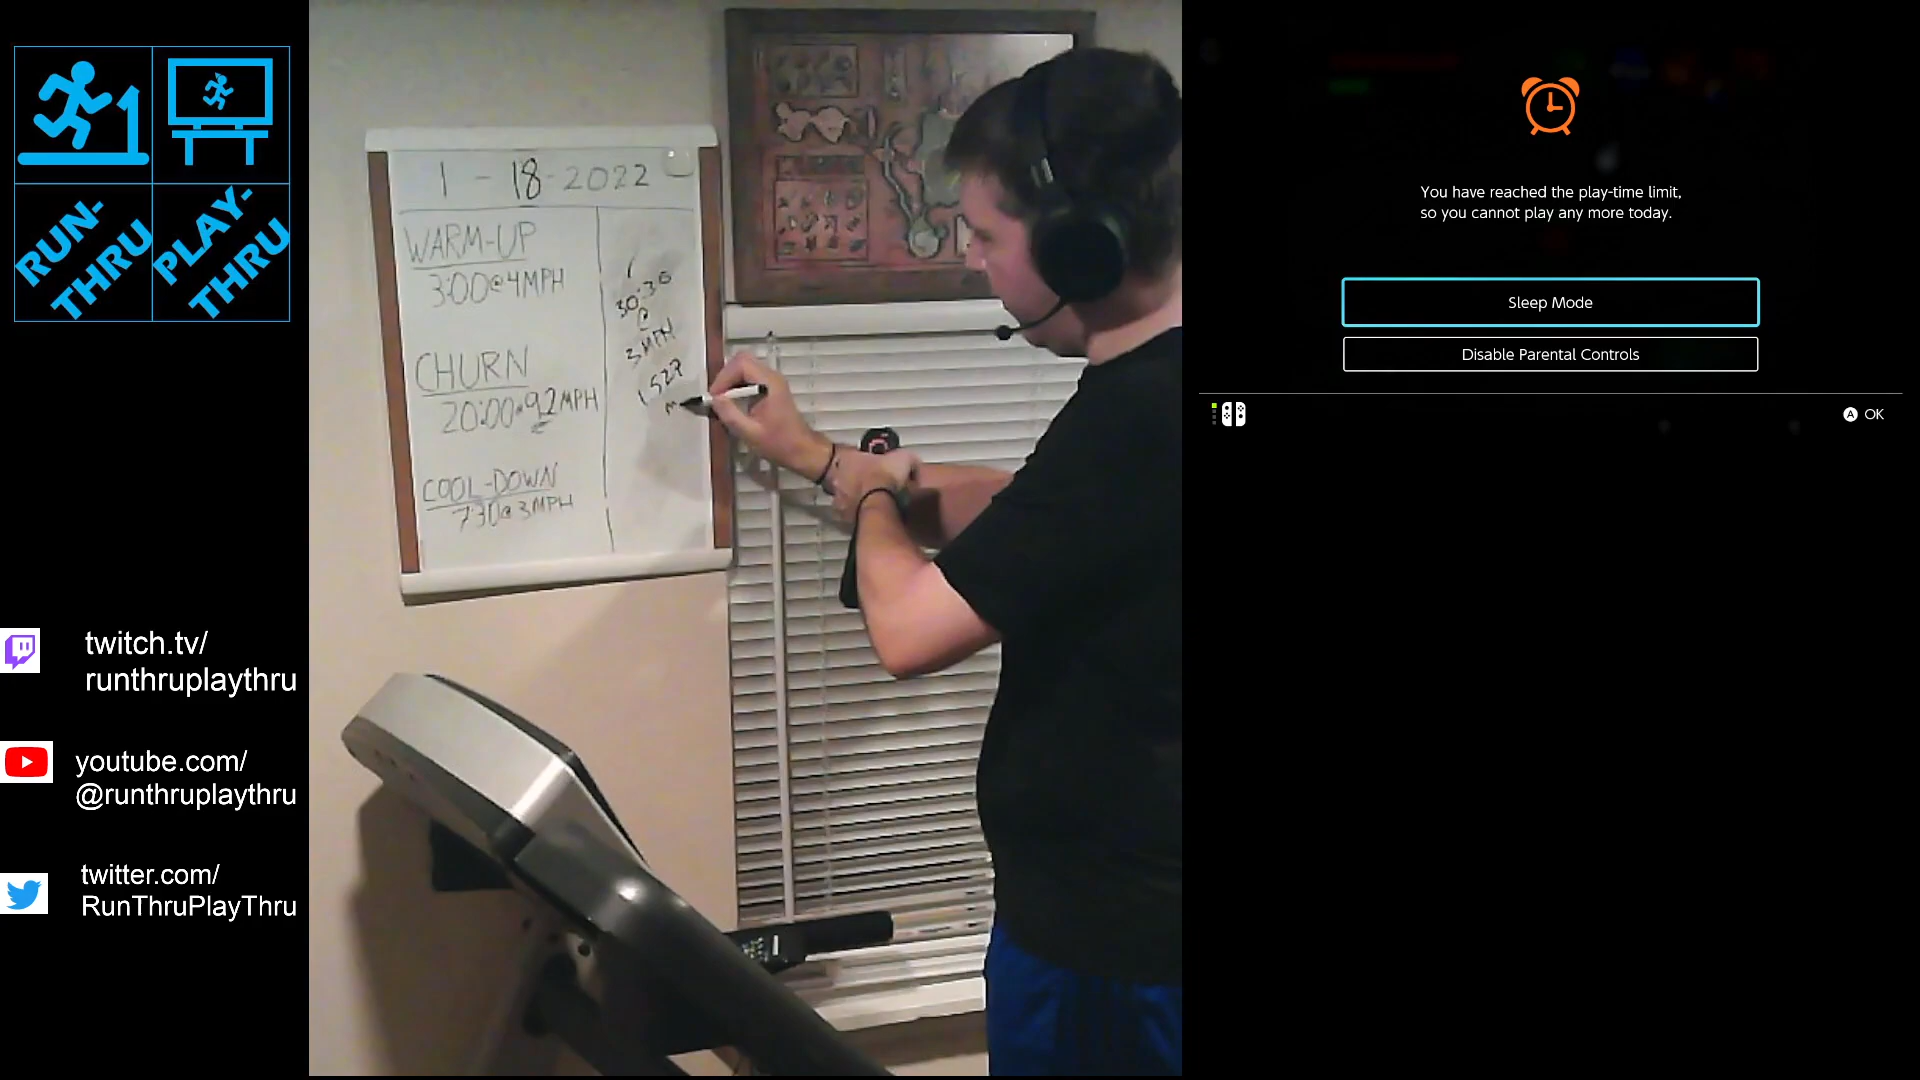 RUN-
THRU
PLAY-
THRU
twitch.tv/
runthruplaythru
youtube.com/
@runthruplaythru
twitter.com/
RunThruPlayThru
1 - 18 - 2022
WARM-UP
3:00@4MPH
CHURN
20:00@9.2MPH
COOL-DOWN
7:30@3MPH
30:30
@
3MPH
1527
You have reached the play-time limit,
so you cannot play any more today.
Sleep Mode
Disable Parental Controls
A OK